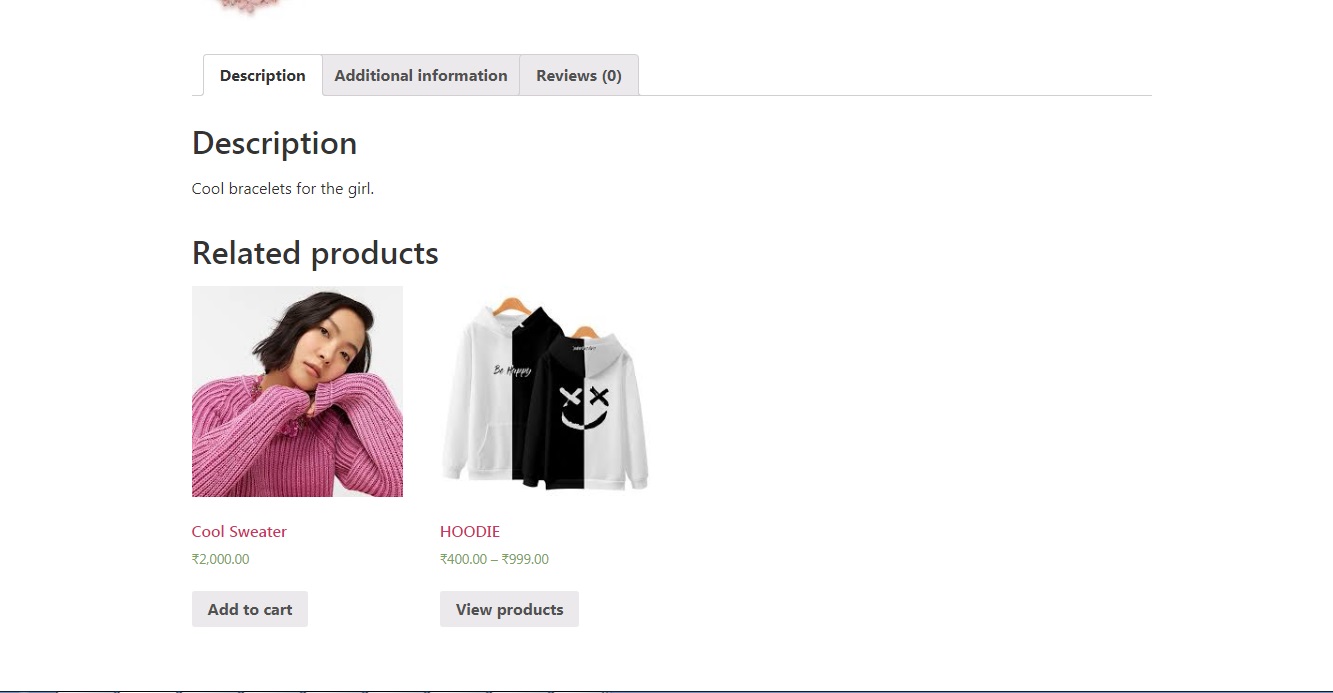 Description Additional information Reviews (0)
Description
Cool bracelets for the girl.
Related products
Be Happy
Cool Sweater HOODIE
₹2,000.00 ₹400.00 – ₹999.00
Add to cart View products